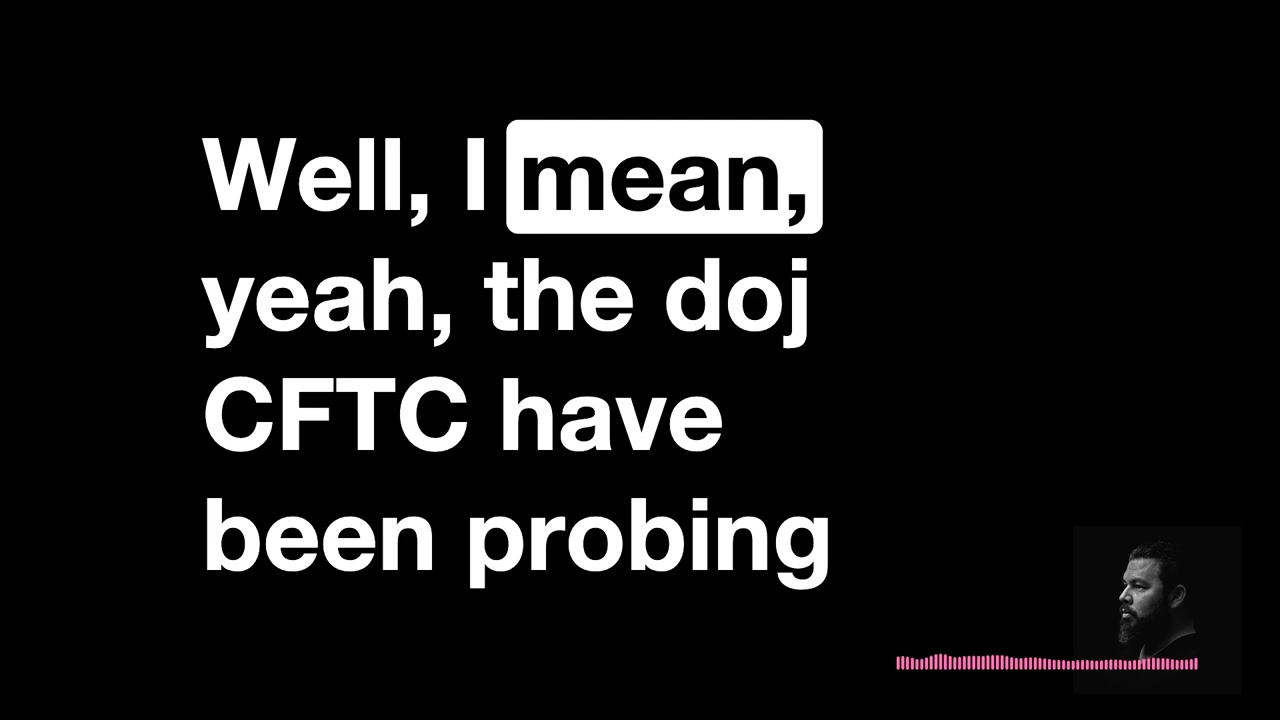 Well, I mean,
yeah, the doj
CFTC have
been probing